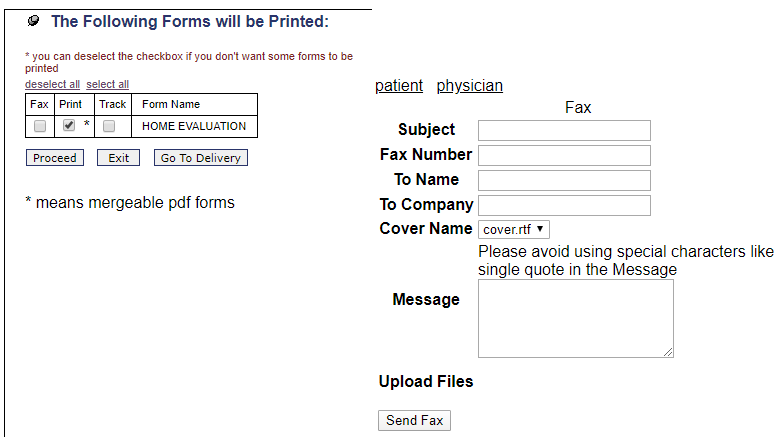 The Following Forms will be Printed:
* you can deselect the checkbox if you don't want some forms to be
printed
deselect all select all
Fax Print Track Form Name
* HOME EVALUATION
Proceed Exit Go To Delivery
* means mergeable pdf forms
patient physician
Fax
Subject
Fax Number
To Name
To Company
Cover Name cover.rtf
Please avoid using special characters like
single quote in the Message
Message
Upload Files
Send Fax